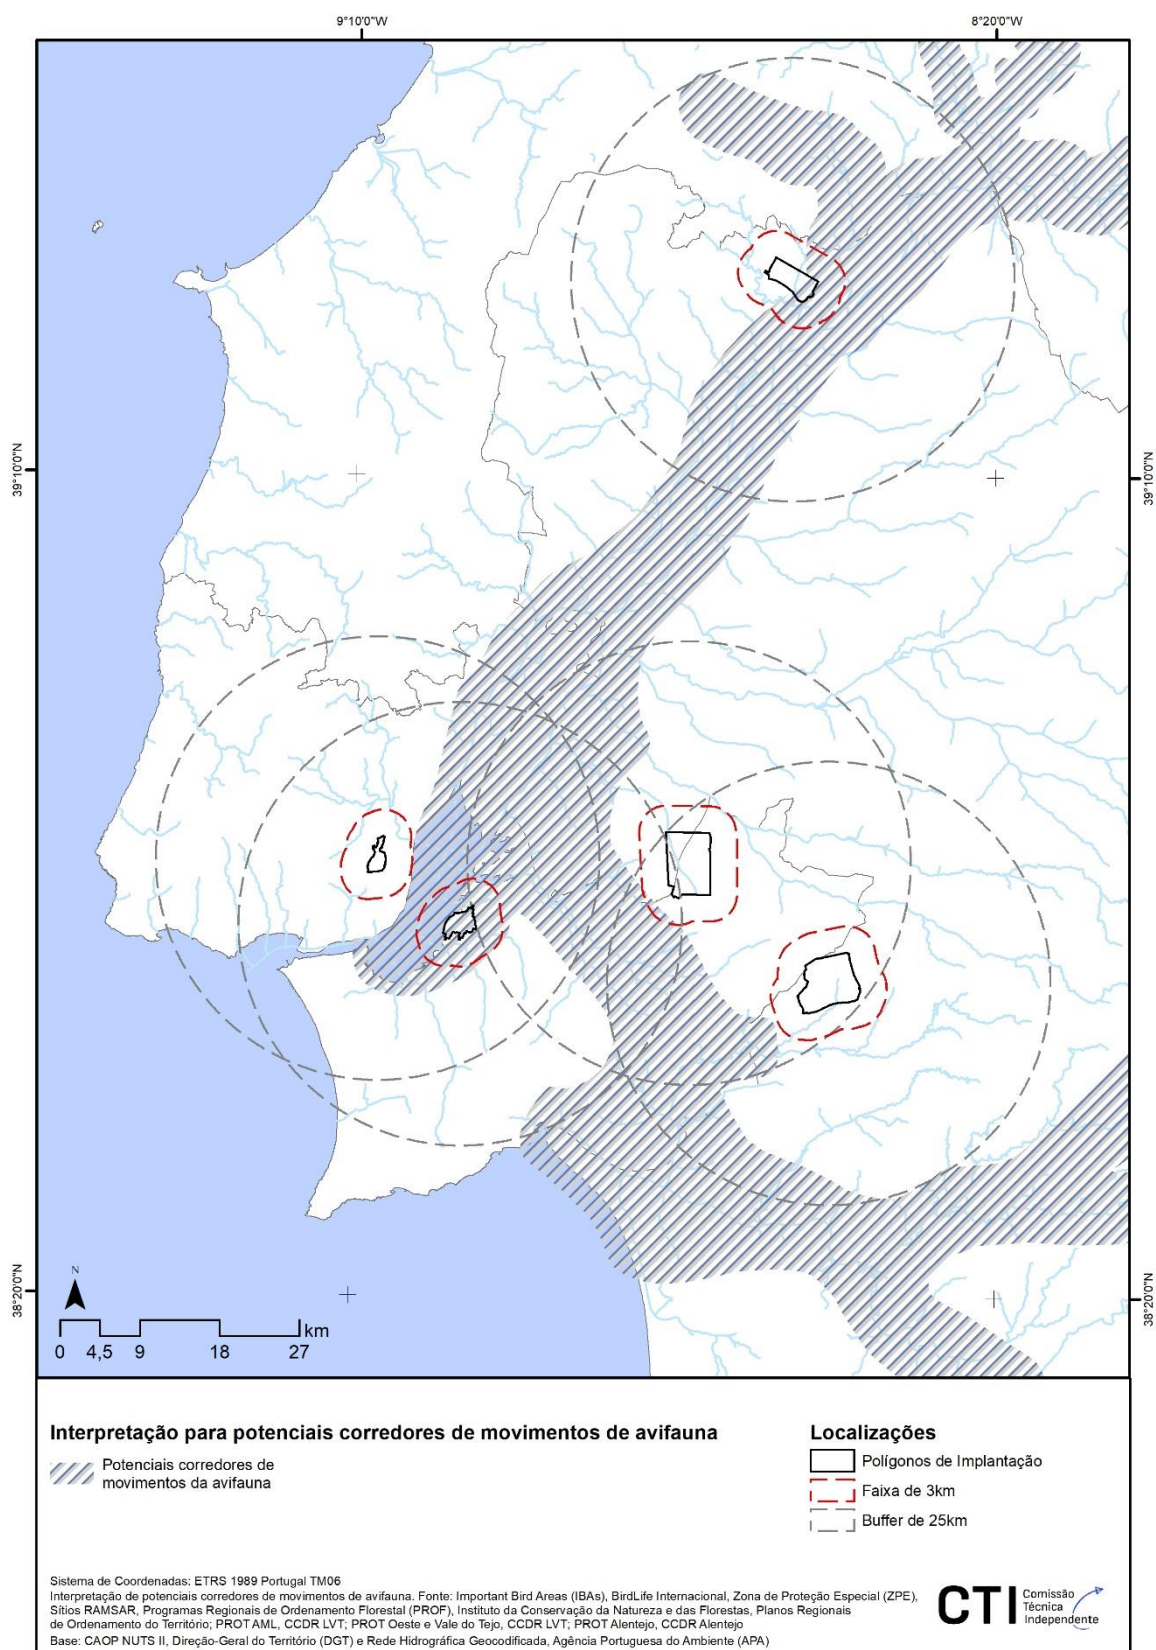 9°10'0"W
8°20'0"W
39°10'0"N
39°10'0"N
38°20'0"N
38°20'0"N
N
km
0 4,5 9 18 27
Interpretação para potenciais corredores de movimentos de avifauna
Potenciais corredores de
movimentos da avifauna
Localizações
Polígonos de Implantação
Faixa de 3km
Buffer de 25km
Sistema de Coordenadas: ETRS 1989 Portugal TM06
Interpretação de potenciais corredores de movimentos de avifauna. Fonte: Important Bird Areas (IBAs), BirdLife Internacional, Zona de Proteção Especial (ZPE),
Sítios RAMSAR, Programas Regionais de Ordenamento Florestal (PROF), Instituto da Conservação da Natureza e das Florestas, Planos Regionais
de Ordenamento do Território; PROT AML, CCDR LVT; PROT Oeste e Vale do Tejo, CCDR LVT; PROT Alentejo, CCDR Alentejo
Base: CAOP NUTS II, Direção-Geral do Território (DGT) e Rede Hidrográfica Geocodificada, Agência Portuguesa do Ambiente (APA)
CTI
Comissão
Técnica
Independente